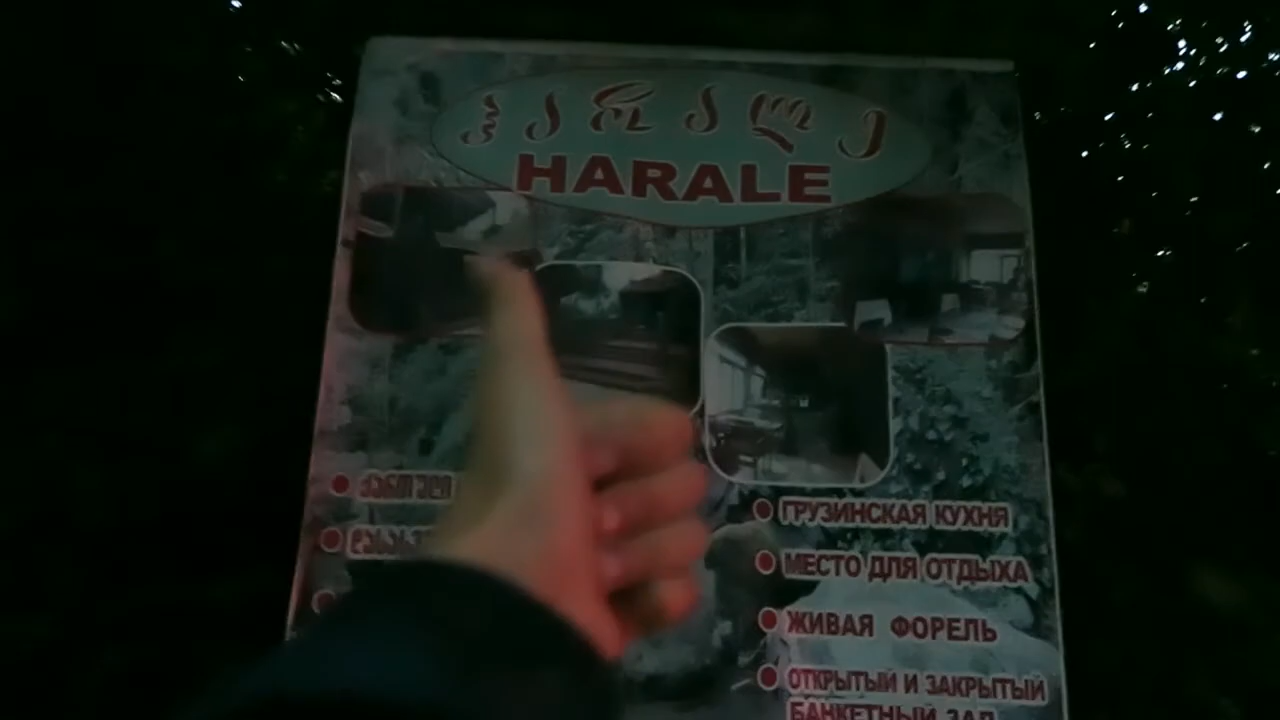 ჰარალე
HARALE
ГРУЗИНСКАЯ КУХНЯ
МЕСТО ДЛЯ ОТДЫХА
ЖИВАЯ ФОРЕЛЬ
ОТКРЫТЫЙ И ЗАКРЫТЫЙ
БАНКЕТНЫЙ ЗАЛ